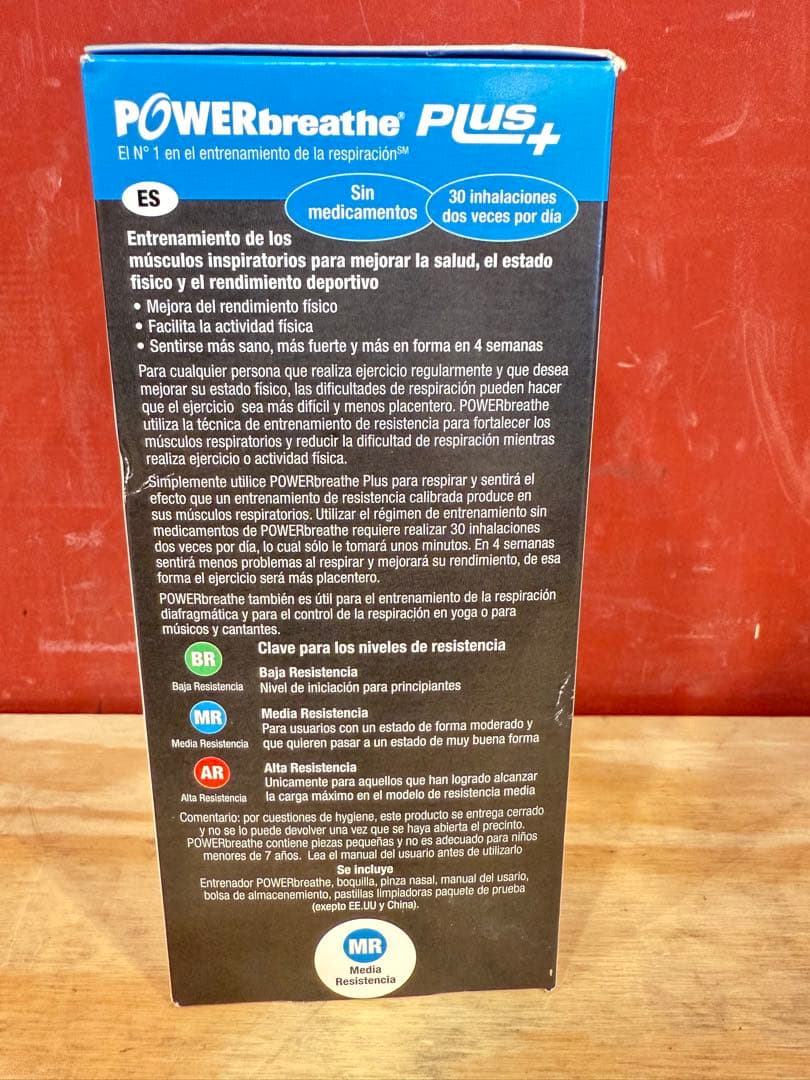 POWERbreathe® PLUS+
El N° 1 en el entrenamiento de la respiración℠
ES
Sin
medicamentos
30 inhalaciones
dos veces por día
Entrenamiento de los
músculos inspiratorios para mejorar la salud, el estado
fisico y el rendimiento deportivo
• Mejora del rendimiento físico
• Facilita la actividad física
• Sentirse más sano, más fuerte y más en forma en 4 semanas
Para cualquier persona que realiza ejercicio regularmente y que desea
mejorar su estado físico, las dificultades de respiración pueden hacer
que el ejercicio sea más difícil y menos placentero. POWERbreathe
utiliza la técnica de entrenamiento de resistencia para fortalecer los
músculos respiratorios y reducir la dificultad de respiración mientras
realiza ejercicio o actividad física.
Simplemente utilice POWERbreathe Plus para respirar y sentirá el
efecto que un entrenamiento de resistencia calibrada produce en
sus músculos respiratorios. Utilizar el régimen de entrenamiento sin
medicamentos de POWERbreathe requiere realizar 30 inhalaciones
dos veces por día, lo cual sólo le tomará unos minutos. En 4 semanas
sentirá menos problemas al respirar y mejorará su rendimiento, de esa
forma el ejercicio será más placentero.
POWERbreathe también es útil para el entrenamiento de la respiración
diafragmática y para el control de la respiración en yoga o para
músicos y cantantes.
Clave para los niveles de resistencia
BR
Baja Resistencia
Baja Resistencia
Nivel de iniciación para principiantes
MR
Media Resistencia
Media Resistencia
Para usuarios con un estado de forma moderado y
que quieren pasar a un estado de muy buena forma
AR
Alta Resistencia
Alta Resistencia
Unicamente para aquellos que han logrado alcanzar
la carga máximo en el modelo de resistencia media
Comentario: por cuestiones de hygiene, este producto se entrega cerrado
y no se lo puede devolver una vez que se haya abierta el precinto.
POWERbreathe contiene piezas pequeñas y no es adecuado para niños
menores de 7 años. Lea el manual del usuario antes de utilizarlo
Se incluye
Entrenador POWERbreathe, boquilla, pinza nasal, manual del usario,
bolsa de almacenemiento, pastillas limpiadoras paquete de prueba
(exepto EE.UU y China).
MR
Media
Resistencia